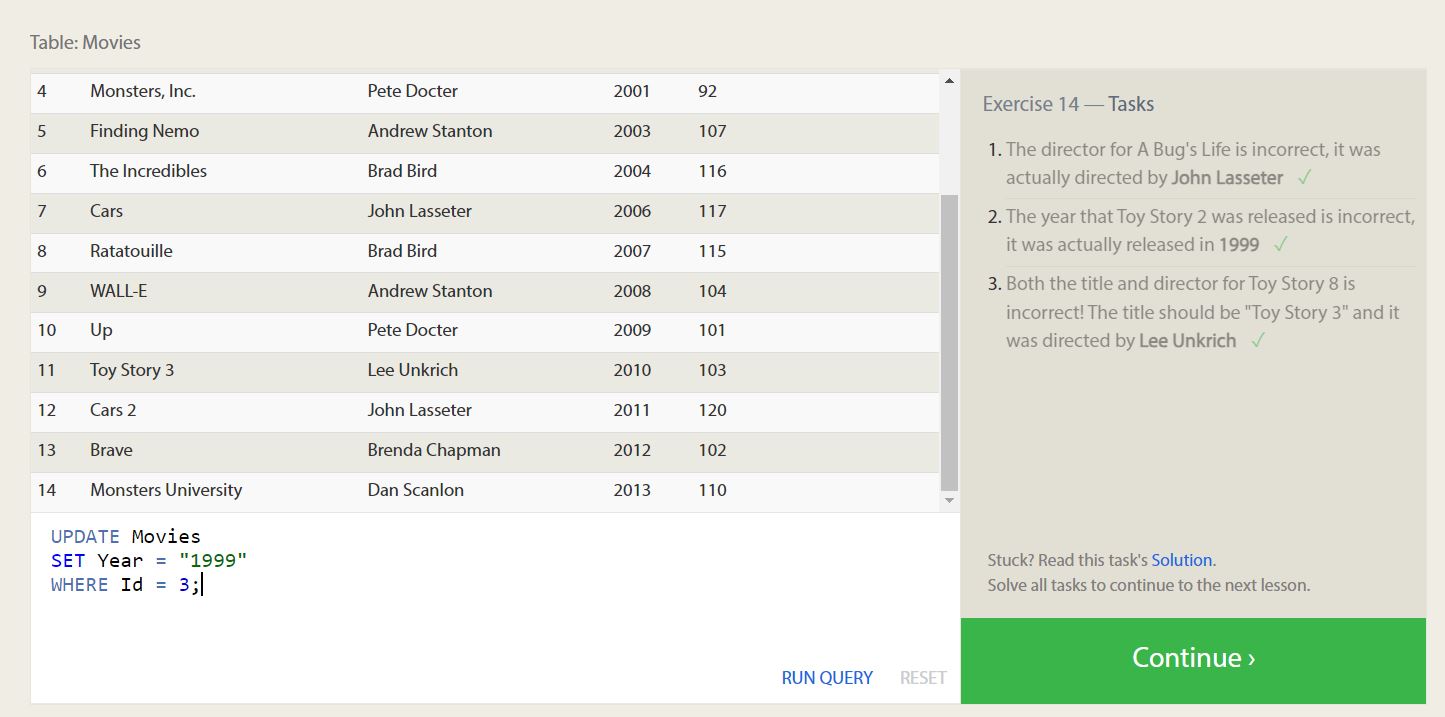 Table: Movies
4 Monsters, Inc. Pete Docter 2001 92
5 Finding Nemo Andrew Stanton 2003 107
6 The Incredibles Brad Bird 2004 116
7 Cars John Lasseter 2006 117
8 Ratatouille Brad Bird 2007 115
9 WALL-E Andrew Stanton 2008 104
10 Up Pete Docter 2009 101
11 Toy Story 3 Lee Unkrich 2010 103
12 Cars 2 John Lasseter 2011 120
13 Brave Brenda Chapman 2012 102
14 Monsters University Dan Scanlon 2013 110
UPDATE Movies
SET Year = "1999"
WHERE Id = 3;
RUN QUERY RESET
Exercise 14 — Tasks
1. The director for A Bug's Life is incorrect, it was
actually directed by John Lasseter ✓
2. The year that Toy Story 2 was released is incorrect,
it was actually released in 1999 ✓
3. Both the title and director for Toy Story 8 is
incorrect! The title should be "Toy Story 3" and it
was directed by Lee Unkrich ✓
Stuck? Read this task's Solution.
Solve all tasks to continue to the next lesson.
Continue ›